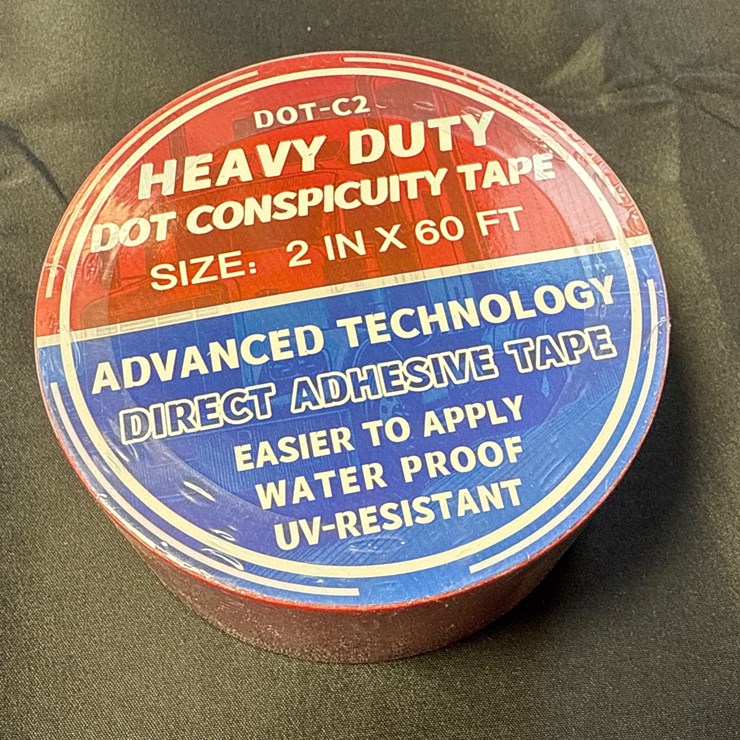 DOT-C2
HEAVY DUTY
DOT CONSPICUITY TAPE
SIZE: 2 IN X 60 FT
ADVANCED TECHNOLOGY
DIRECT ADHESIVE TAPE
EASIER TO APPLY
WATER PROOF
UV-RESISTANT